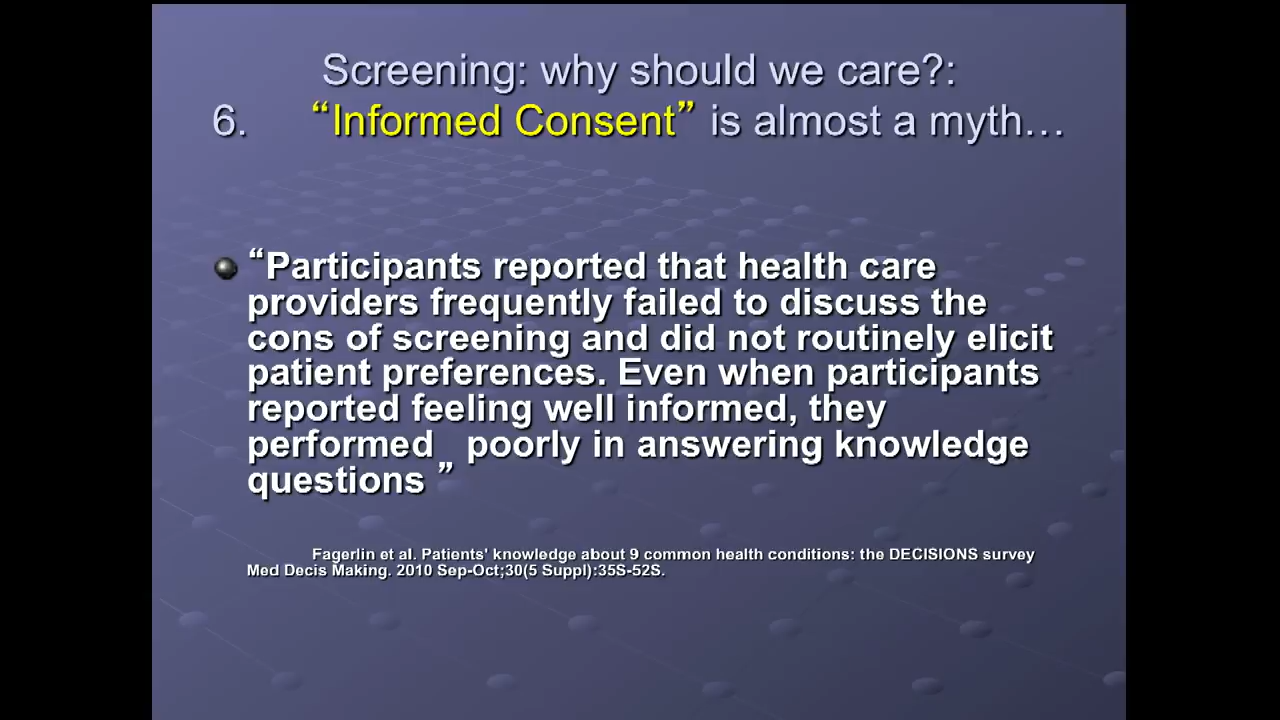 Screening: why should we care?:
6. “Informed Consent” is almost a myth…
“Participants reported that health care
providers frequently failed to discuss the
cons of screening and did not routinely elicit
patient preferences. Even when participants
reported feeling well informed, they
performed  poorly in answering knowledge
questions ”
Fagerlin et al. Patients' knowledge about 9 common health conditions: the DECISIONS survey
Med Decis Making. 2010 Sep-Oct;30(5 Suppl):35S-52S.